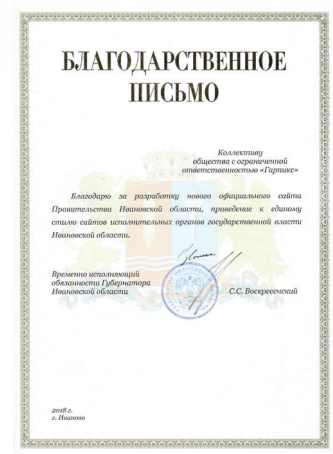 БЛАГОДАРСТВЕННОЕ
ПИСЬМО
Коллективу
общества с ограниченной
ответственностью «Гартикс»
Благодарю за разработку нового официального сайта
Правительства Ивановской области, приведение к единому
стилю сайтов исполнительных органов государственной власти
Ивановской области.
Временно исполняющий
обязанности Губернатора
Ивановской области
С.С. Воскресенский
2018 г.
г. Иваново